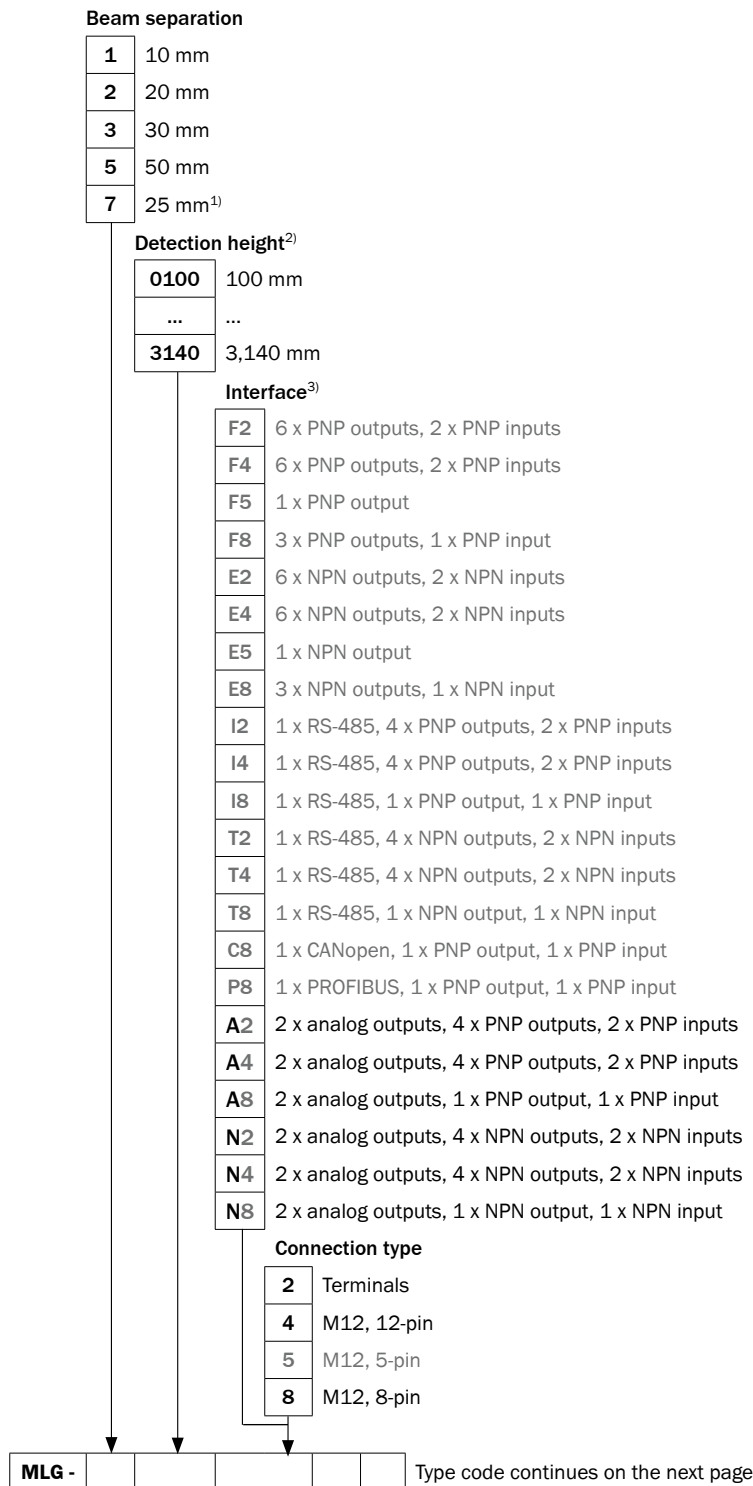 Beam separation
1 10 mm
2 20 mm
3 30 mm
5 50 mm
7 25 mm1)
Detection height2)
0100 100 mm
... ...
3140 3,140 mm
Interface3)
F2 6 x PNP outputs, 2 x PNP inputs
F4 6 x PNP outputs, 2 x PNP inputs
F5 1 x PNP output
F8 3 x PNP outputs, 1 x PNP input
E2 6 x NPN outputs, 2 x NPN inputs
E4 6 x NPN outputs, 2 x NPN inputs
E5 1 x NPN output
E8 3 x NPN outputs, 1 x NPN input
I2 1 x RS-485, 4 x PNP outputs, 2 x PNP inputs
I4 1 x RS-485, 4 x PNP outputs, 2 x PNP inputs
I8 1 x RS-485, 1 x PNP output, 1 x PNP input
T2 1 x RS-485, 4 x NPN outputs, 2 x NPN inputs
T4 1 x RS-485, 4 x NPN outputs, 2 x NPN inputs
T8 1 x RS-485, 1 x NPN output, 1 x NPN input
C8 1 x CANopen, 1 x PNP output, 1 x PNP input
P8 1 x PROFIBUS, 1 x PNP output, 1 x PNP input
A2 2 x analog outputs, 4 x PNP outputs, 2 x PNP inputs
A4 2 x analog outputs, 4 x PNP outputs, 2 x PNP inputs
A8 2 x analog outputs, 1 x PNP output, 1 x PNP input
N2 2 x analog outputs, 4 x NPN outputs, 2 x NPN inputs
N4 2 x analog outputs, 4 x NPN outputs, 2 x NPN inputs
N8 2 x analog outputs, 1 x NPN output, 1 x NPN input
Connection type
2 Terminals
4 M12, 12-pin
5 M12, 5-pin
8 M12, 8-pin
MLG - Type code continues on the next page